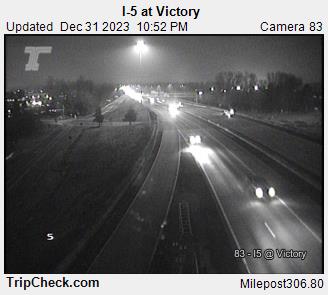 I-5 at Victory
Updated Dec 31 2023 10:52 PM Camera 83
T
S
83 - I5 @ Victory
TripCheck.com Milepost306.80